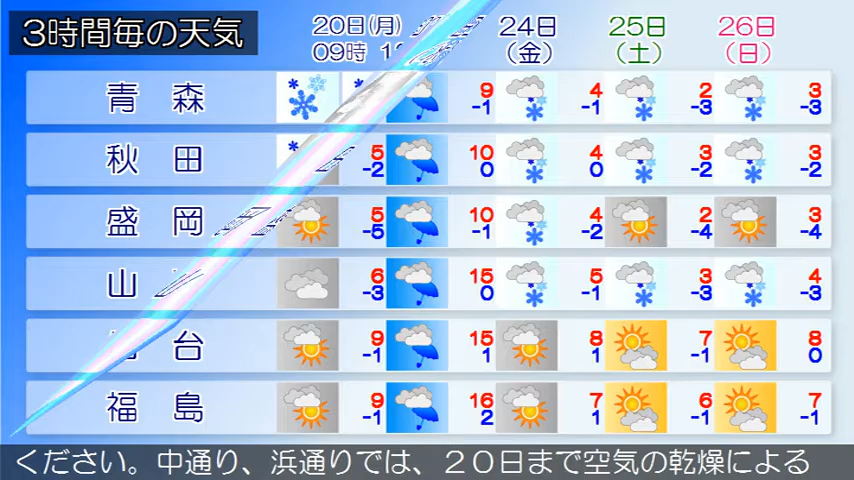 3時間毎の天気
20日(月) 24日 25日 26日
09時 (金) (土) (日)
青森 9 -1 4 -1 2 -3 3 -3
秋田 5 -2 10 0 4 0 3 -2 3 -2
盛岡 5 -5 10 -1 4 -2 2 -4 3 -4
山 6 -3 15 0 5 -1 3 -3 4 -3
台 9 -1 15 1 8 1 7 -1 8 0
福島 9 -1 16 2 7 1 6 -1 7 -1
ください。中通り、浜通りでは、20日まで空気の乾燥による